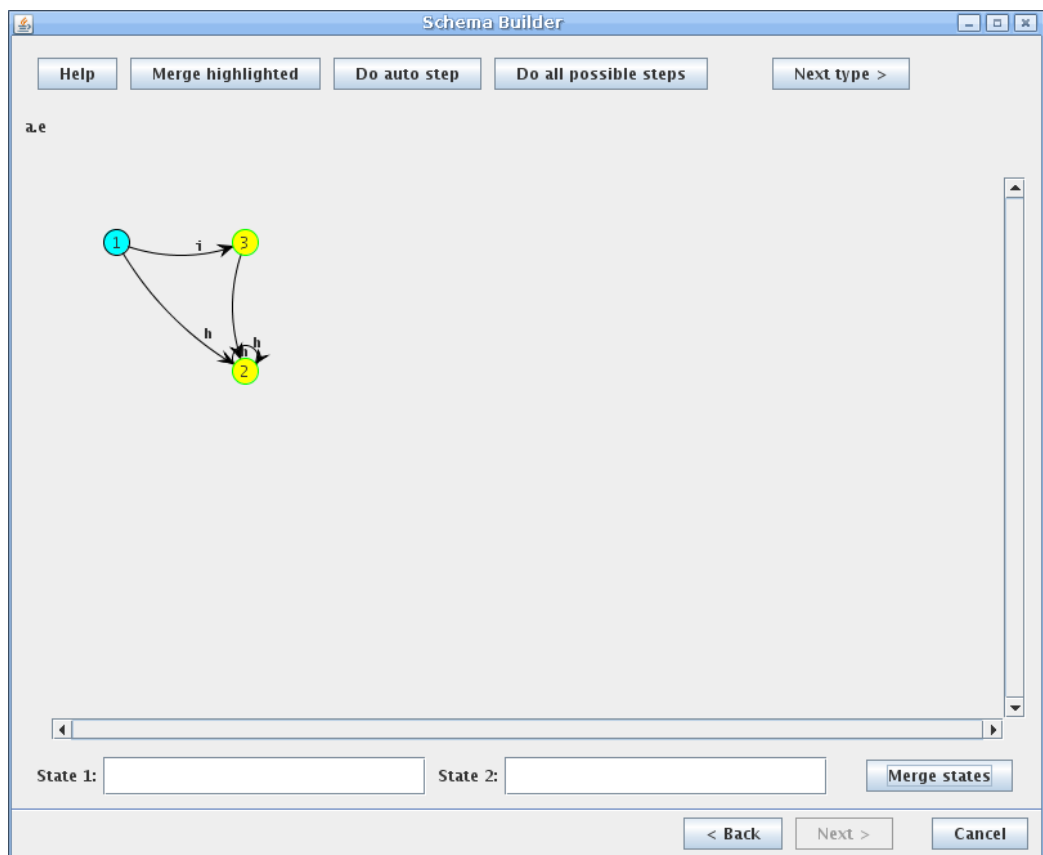 Schema Builder
Help Merge highlighted Do auto step Do all possible steps Next type >
a.e
1 i 3
h
h h
2
State 1: State 2: Merge states
< Back Next > Cancel